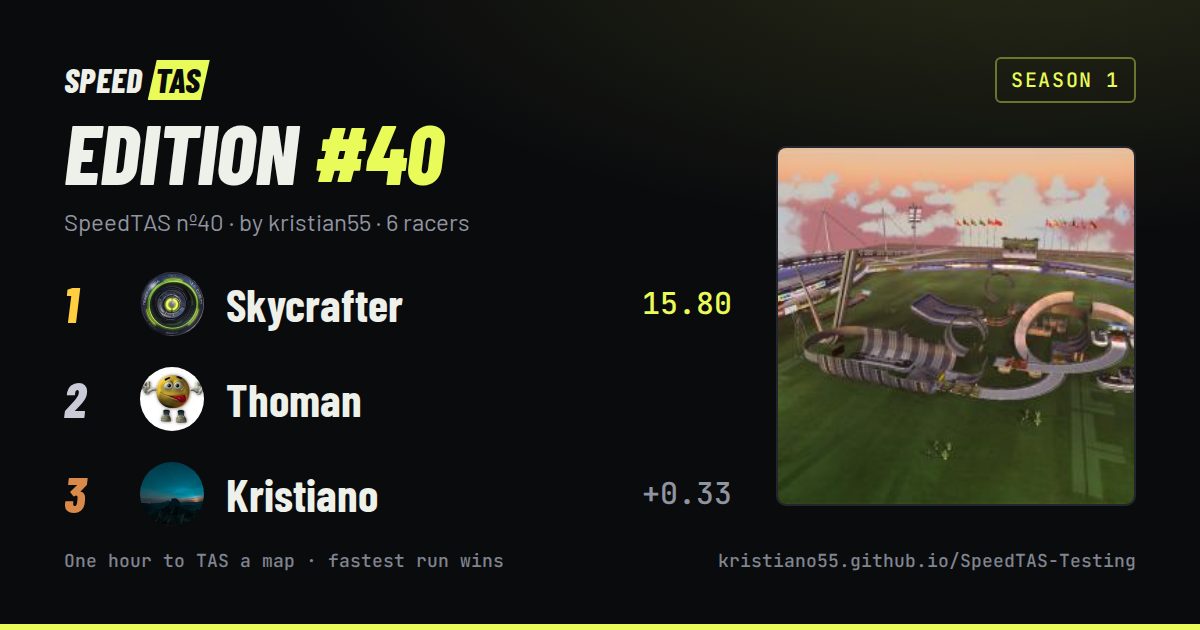 SPEED TAS
SEASON 1
EDITION #40
SpeedTAS nº40 · by kristian55 · 6 racers
1 Skycrafter 15.80
2 Thoman
3 Kristiano +0.33
One hour to TAS a map · fastest run wins
kristiano55.github.io/SpeedTAS-Testing